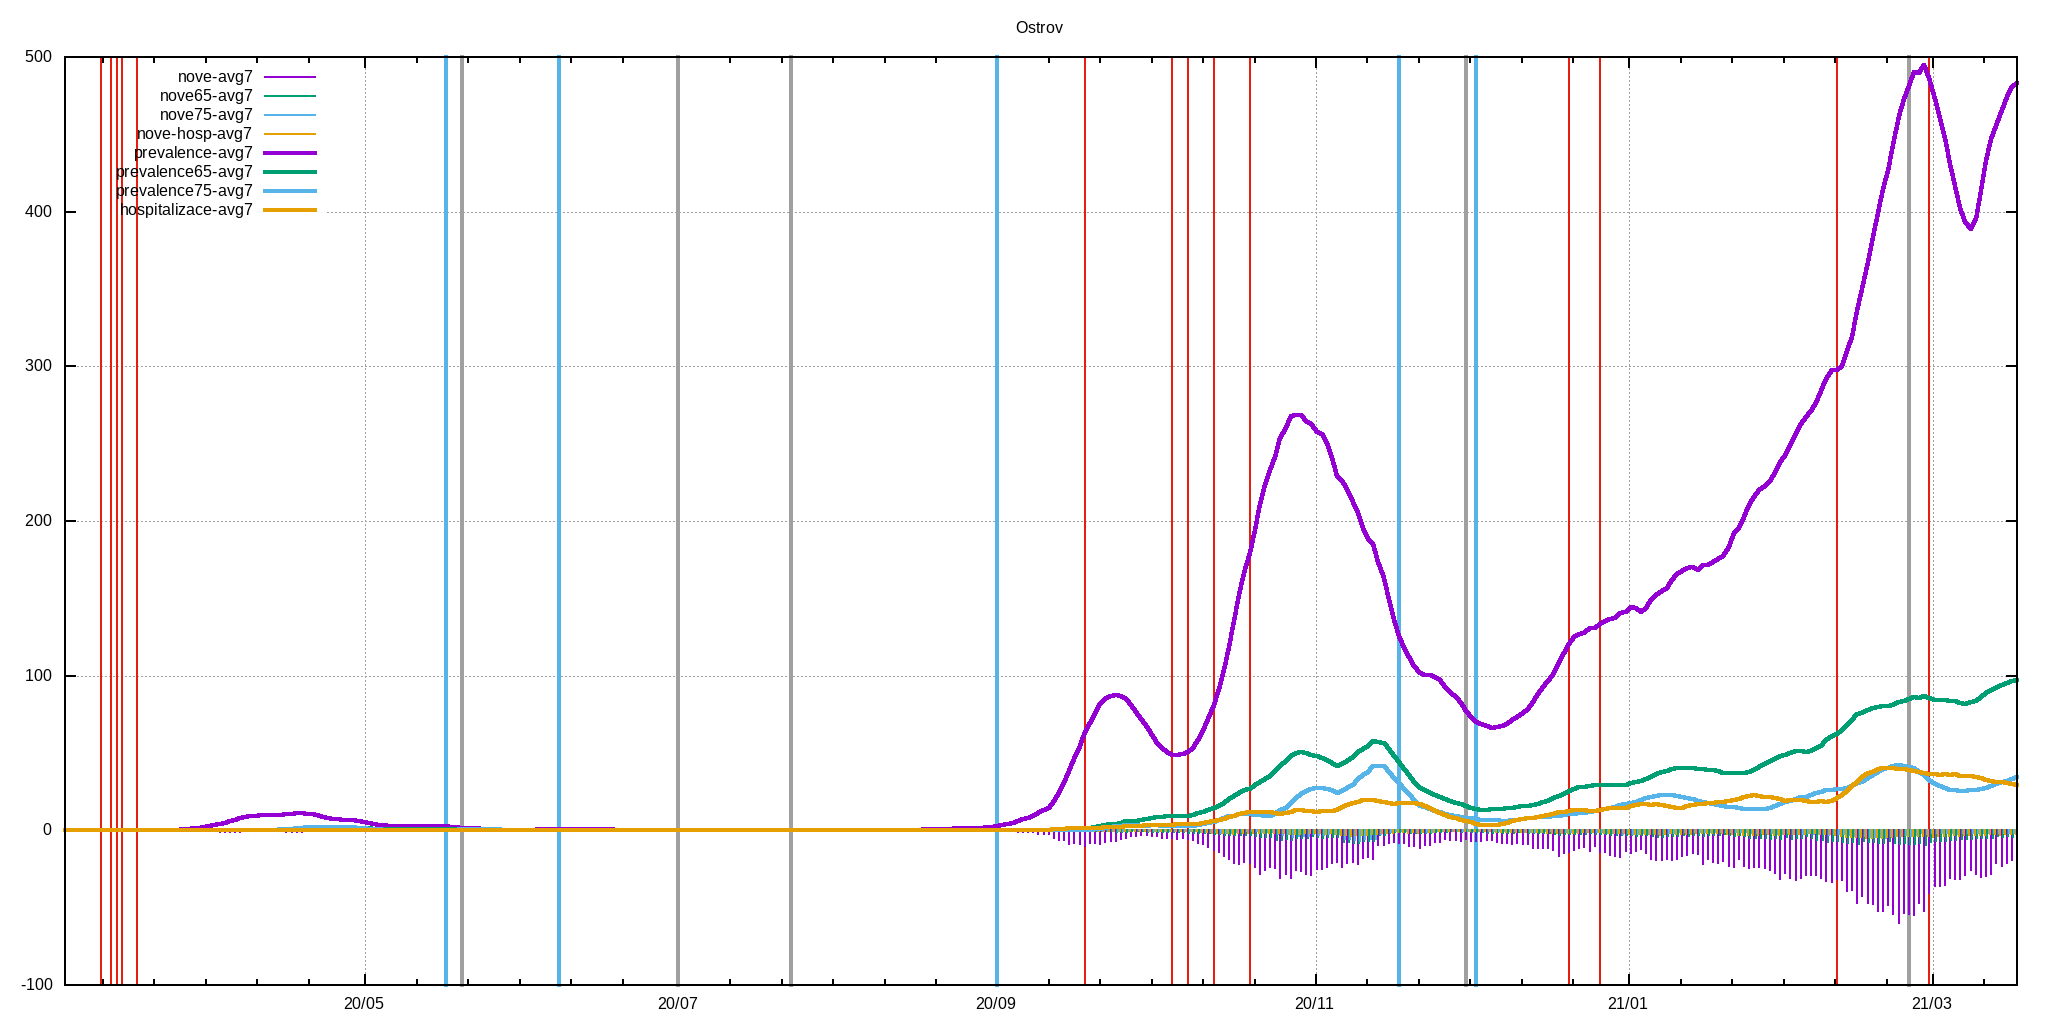 Ostrov
500
400
300
200
100
0
-100
nove-avg7
nove65-avg7
nove75-avg7
nove-hosp-avg7
prevalence-avg7
prevalence65-avg7
prevalence75-avg7
hospitalizace-avg7
20/05 20/07 20/09 20/11 21/01 21/03